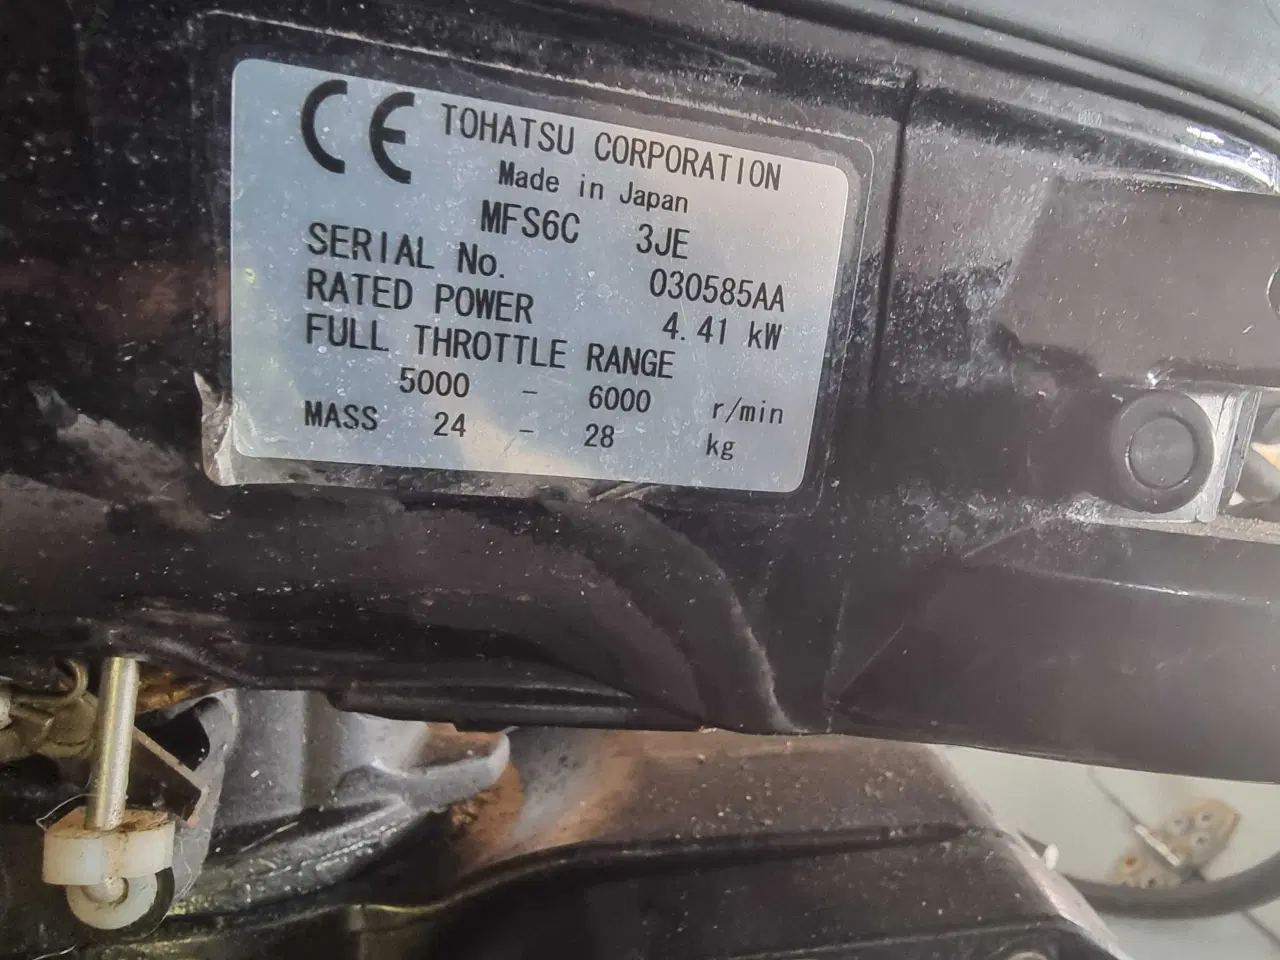 CE TOHATSU CORPORATION
Made in Japan
MFS6C 3JE
SERIAL No. 030585AA
RATED POWER 4.41 kW
FULL THROTTLE RANGE
5000 - 6000 r/min
MASS 24 - 28 kg